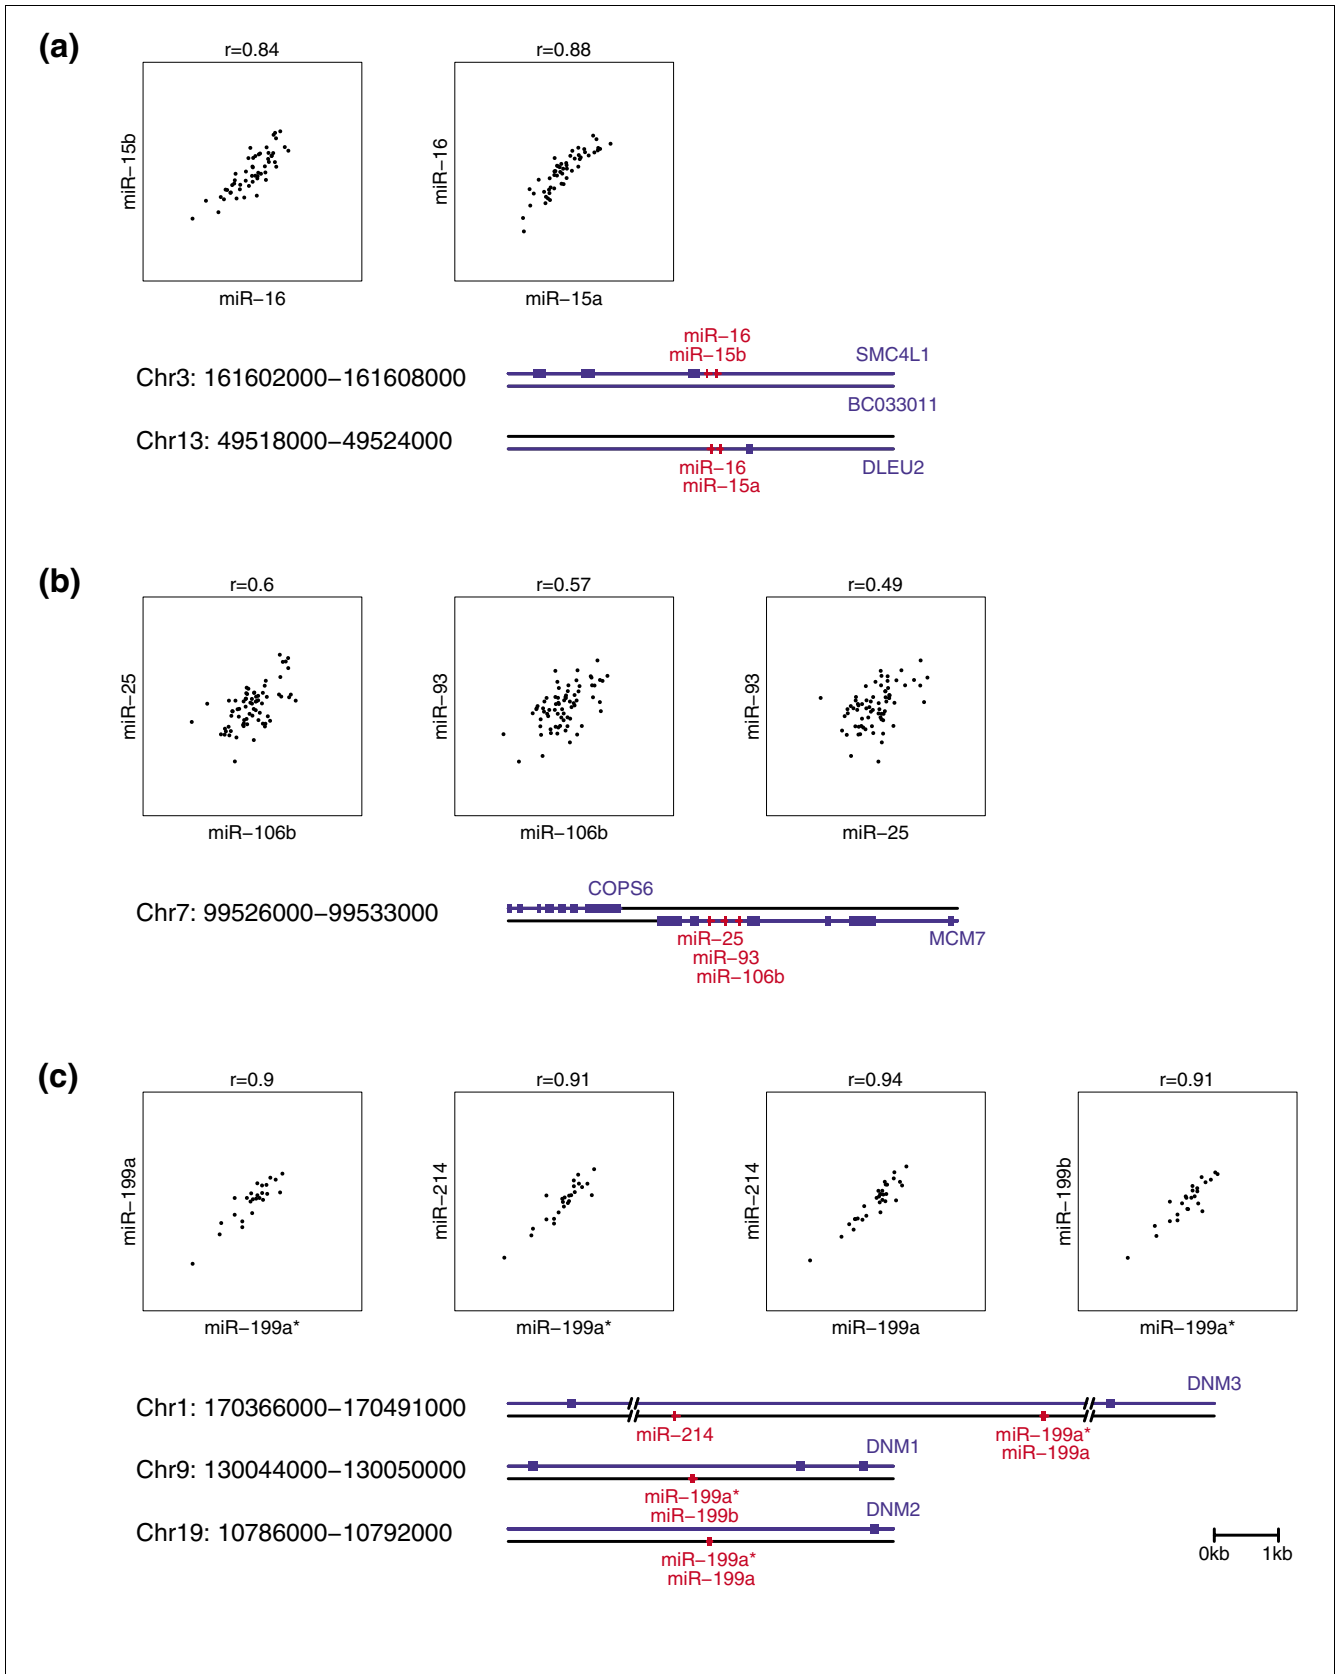 (a)
r=0.84
r=0.88
miR−15b
miR−16
miR−16
miR−15a
miR−16
miR−15b
SMC4L1
Chr3: 161602000−161608000
BC033011
Chr13: 49518000−49524000
miR−16
DLEU2
miR−15a
(b)
r=0.6
r=0.57
r=0.49
miR−25
miR−93
miR−93
miR−106b
miR−106b
miR−25
COPS6
Chr7: 99526000−99533000
miR−25
MCM7
miR−93
miR−106b
(c)
r=0.9
r=0.91
r=0.94
r=0.91
miR−199a
miR−214
miR−214
miR−199b
miR−199a*
miR−199a*
miR−199a
miR−199a*
DNM3
Chr1: 170366000−170491000
miR−214
miR−199a*
miR−199a
DNM1
Chr9: 130044000−130050000
miR−199a*
miR−199b
DNM2
Chr19: 10786000−10792000
miR−199a*
miR−199a
0kb 1kb